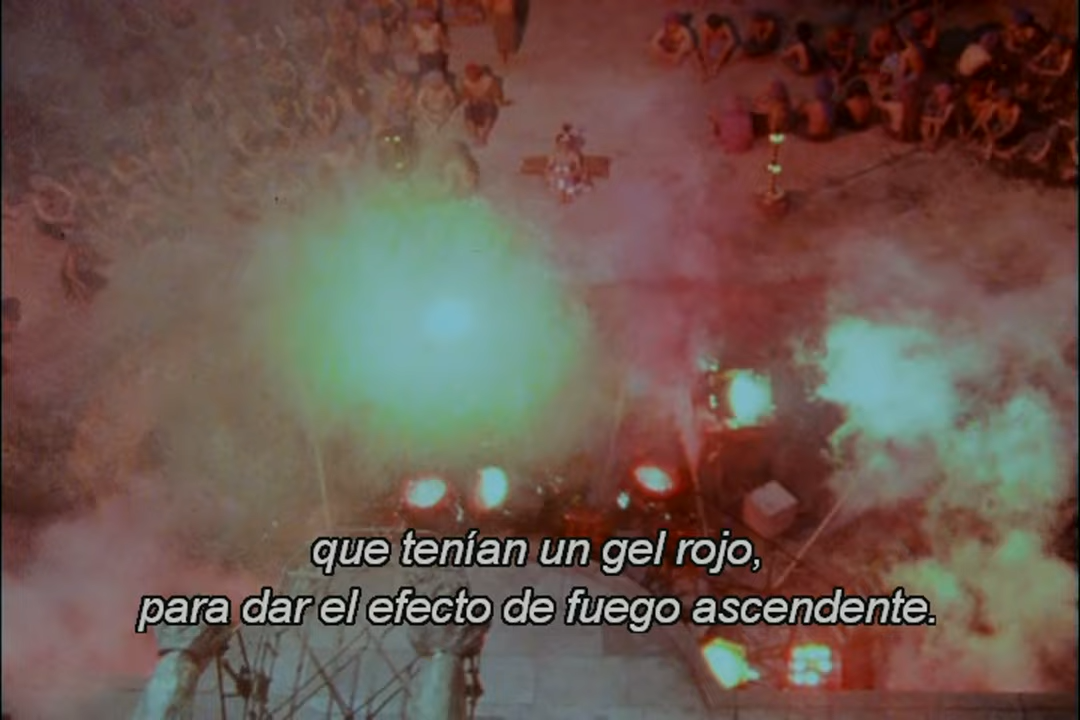 que tenían un gel rojo,
para dar el efecto de fuego ascendente.